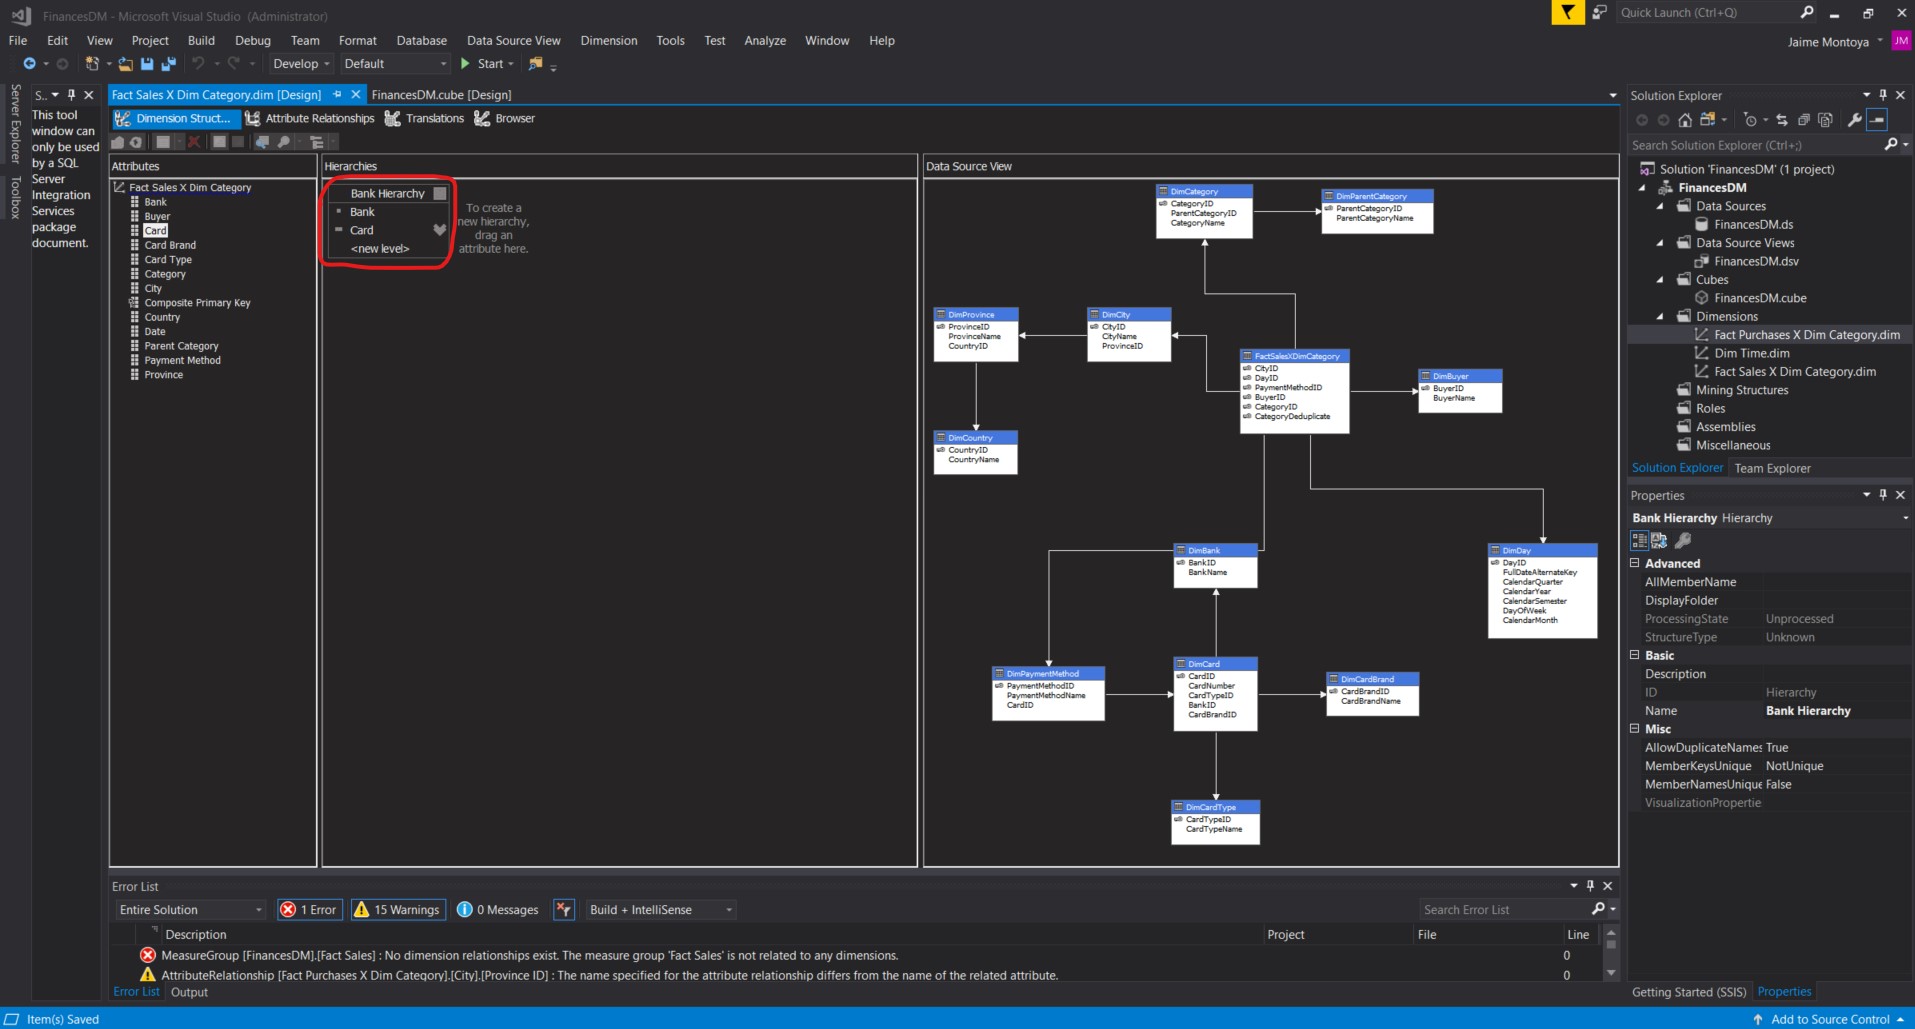 FinancesDM - Microsoft Visual Studio (Administrator)
Quick Launch (Ctrl+Q)
File Edit View Project Build Debug Team Format Database Data Source View Dimension Tools Test Analyze Window Help
Jaime Montoya
JM
Develop
Default
Start
Server Explorer
Toolbox
S..
This tool
window can
only be used
by a SQL
Server
Integration
Services
package
document.
Fact Sales X Dim Category.dim [Design]
FinancesDM.cube [Design]
Dimension Struct...
Attribute Relationships
Translations
Browser
Attributes
Fact Sales X Dim Category
Bank
Buyer
Card
Card Brand
Card Type
Category
City
Composite Primary Key
Country
Date
Parent Category
Payment Method
Province
Hierarchies
Bank Hierarchy
Bank
Card
<new level>
To create a
new hierarchy,
drag an
attribute here.
Data Source View
DimCategory
CategoryID
ParentCategoryID
CategoryName
DimParentCategory
ParentCategoryID
ParentCategoryName
DimProvince
ProvinceID
ProvinceName
CountryID
DimCity
CityID
CityName
ProvinceID
FactSalesXDimCategory
CityID
DayID
PaymentMethodID
BuyerID
CategoryID
CategoryDeduplicate
DimBuyer
BuyerID
BuyerName
DimCountry
CountryID
CountryName
DimBank
BankID
BankName
DimDay
DayID
FullDateAlternateKey
CalendarQuarter
CalendarYear
CalendarSemester
DayOfWeek
CalendarMonth
DimPaymentMethod
PaymentMethodID
PaymentMethodName
CardID
DimCard
CardID
CardNumber
CardTypeID
BankID
CardBrandID
DimCardBrand
CardBrandID
CardBrandName
DimCardType
CardTypeID
CardTypeName
Error List
Entire Solution
1 Error
15 Warnings
0 Messages
Build + IntelliSense
Search Error List
Description
Project
File
Line
MeasureGroup [FinancesDM].[Fact Sales] : No dimension relationships exist. The measure group 'Fact Sales' is not related to any dimensions.
0
AttributeRelationship [Fact Purchases X Dim Category].[City].[Province ID] : The name specified for the attribute relationship differs from the name of the related attribute.
0
Error List
Output
Solution Explorer
Search Solution Explorer (Ctrl+;)
Solution 'FinancesDM' (1 project)
FinancesDM
Data Sources
FinancesDM.ds
Data Source Views
FinancesDM.dsv
Cubes
FinancesDM.cube
Dimensions
Fact Purchases X Dim Category.dim
Dim Time.dim
Fact Sales X Dim Category.dim
Mining Structures
Roles
Assemblies
Miscellaneous
Solution Explorer
Team Explorer
Properties
Bank Hierarchy Hierarchy
Advanced
AllMemberName
DisplayFolder
ProcessingState Unprocessed
StructureType Unknown
Basic
Description
ID Hierarchy
Name Bank Hierarchy
Misc
AllowDuplicateNames True
MemberKeysUnique NotUnique
MemberNamesUnique False
VisualizationPropertie
Getting Started (SSIS)
Properties
Item(s) Saved
Add to Source Control